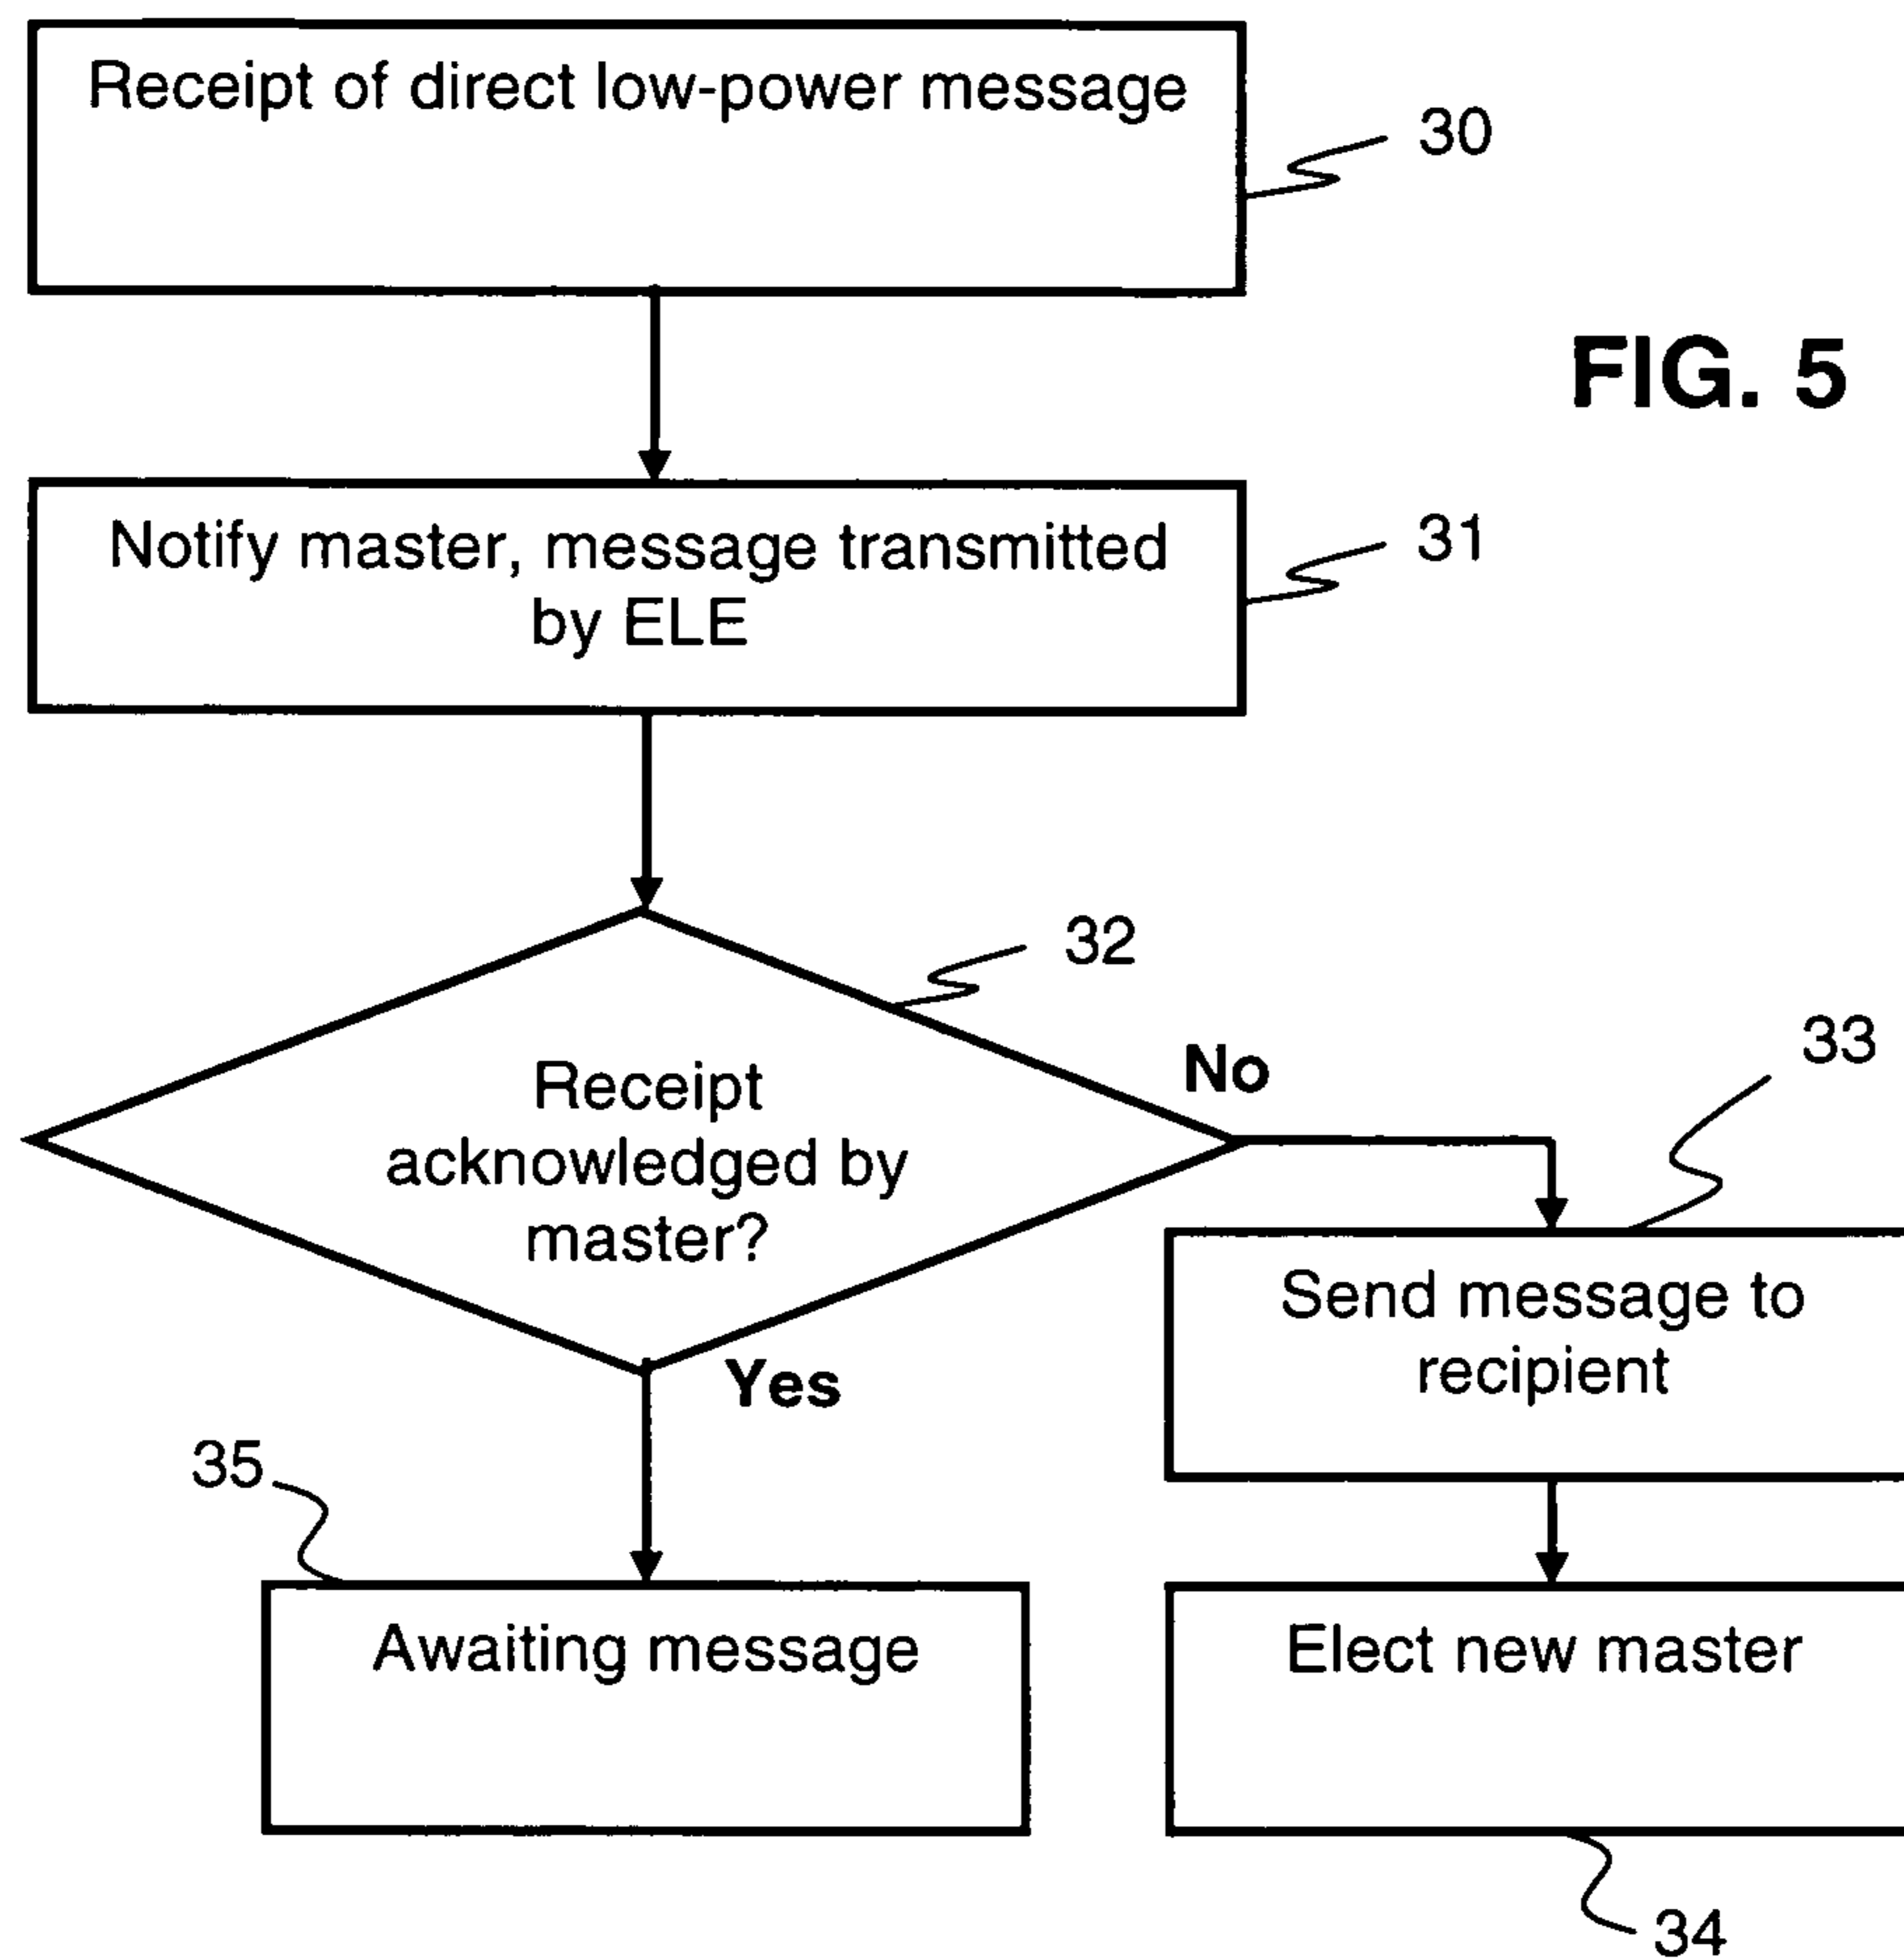 Receipt of direct low-power message
30
FIG. 5
Notify master, message transmitted
by ELE
31
32
Receipt
acknowledged by
master?
No
33
Send message to
recipient
Yes
35
Awaiting message
Elect new master
34